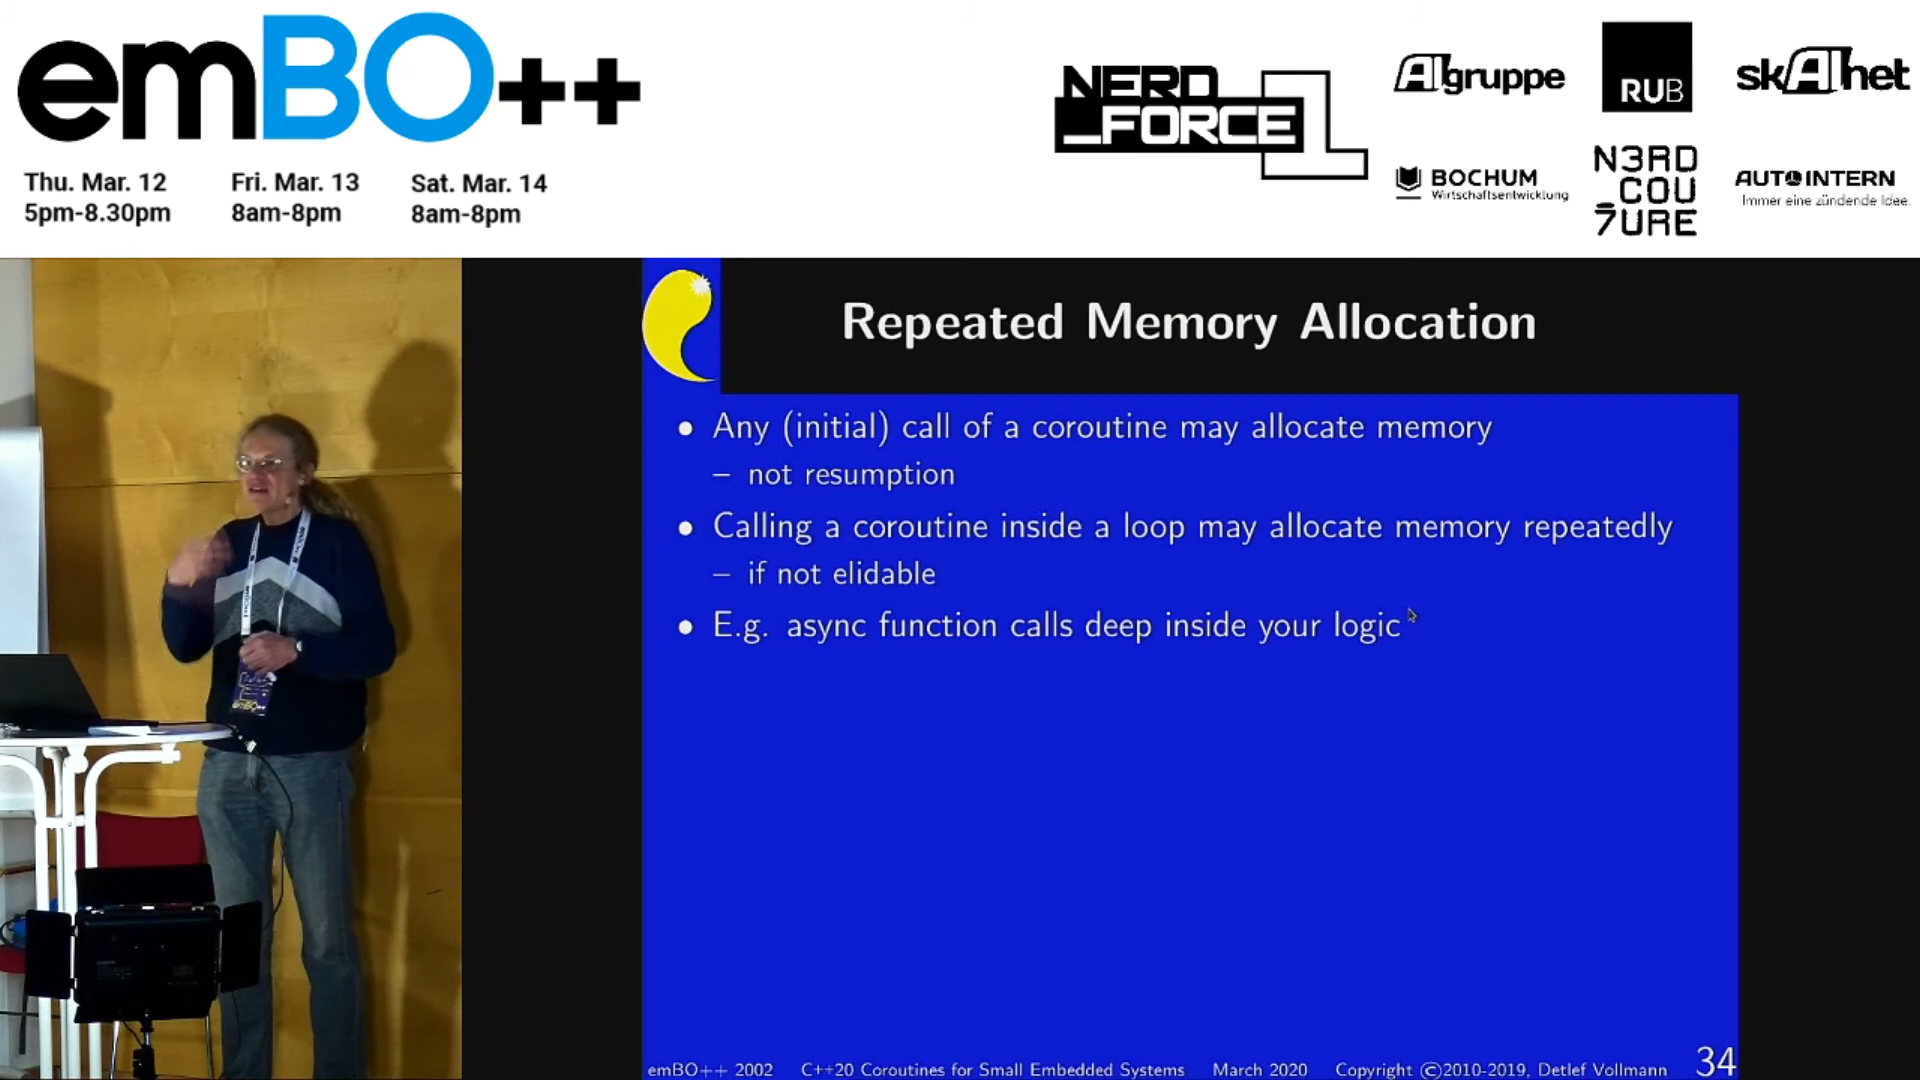 emBO++
Thu. Mar. 12
5pm-8.30pm
Fri. Mar. 13
8am-8pm
Sat. Mar. 14
8am-8pm
NERD
_FORCE
1
AIgruppe
RUB
skAInet
BOCHUM
Wirtschaftsentwicklung
N3RD
_COU
7URE
AUTOINTERN
Immer eine zündende Idee.
Repeated Memory Allocation
• Any (initial) call of a coroutine may allocate memory
– not resumption
• Calling a coroutine inside a loop may allocate memory repeatedly
– if not elidable
• E.g. async function calls deep inside your logic
emBO++
emBO++ 2002 C++20 Coroutines for Small Embedded Systems March 2020 Copyright ©2010-2019, Detlef Vollmann 34